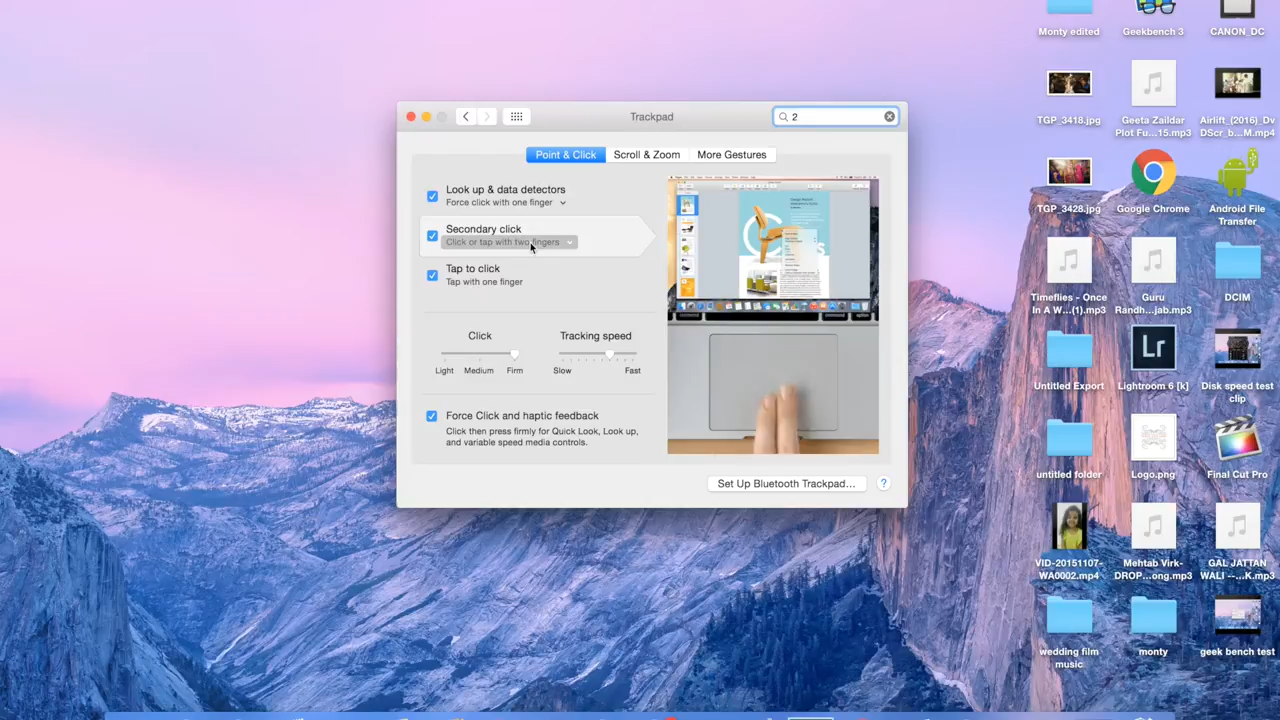 Trackpad
2
Point & Click
Scroll & Zoom
More Gestures
Look up & data detectors
Force click with one finger
Secondary click
Click or tap with two fingers
Tap to click
Tap with one finger
Click
Tracking speed
Light
Medium
Firm
Slow
Fast
Force Click and haptic feedback
Click then press firmly for Quick Look, Look up,
and variable speed media controls.
Set Up Bluetooth Trackpad...
?
Monty edited
Geekbench 3
CANON_DC
TGP_3418.jpg
Geeta Zaildar
Plot Fu...15.mp3
Airlift_(2016)_Dv
DScr_b...M.mp4
TGP_3428.jpg
Google Chrome
Android File
Transfer
Timeflies - Once
In A W...(1).mp3
Guru
Randh...jab.mp3
DCIM
Untitled Export
Lr
Lightroom 6 [k]
Disk speed test
clip
untitled folder
Logo.png
Final Cut Pro
VID-20151107-
WA0002.mp4
Mehtab Virk-
DROP...ong.mp3
GAL JATTAN
WALI --...K.mp3
wedding film
music
monty
geek bench test